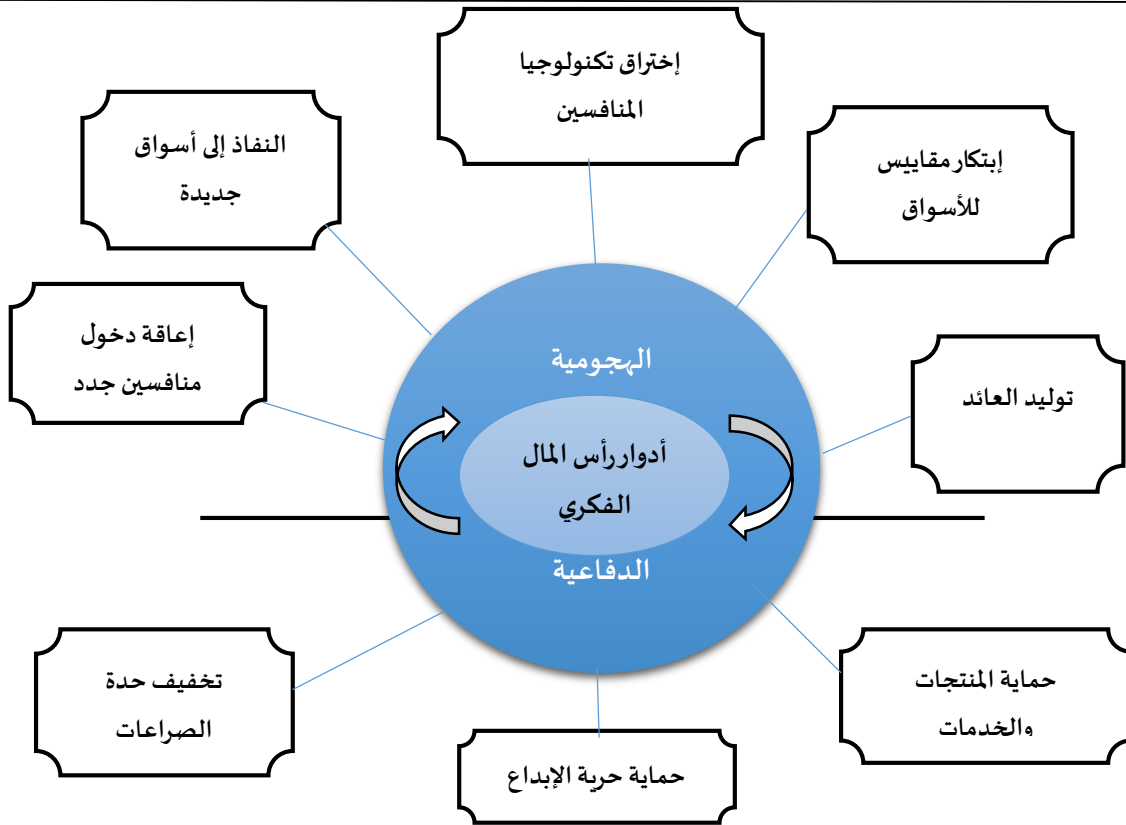 إختراق تكنولوجيا
المنافسين
إبتكار مقاييس
للأسواق
النفاذ إلى أسواق
جديدة
إعاقة دخول
منافسين جدد
توليد العائد
الهجومية
أدوار رأس المال
الفكري
الدفاعية
حماية المنتجات
والخدمات
حماية حرية الإبداع
تخفيف حدة
الصراعات